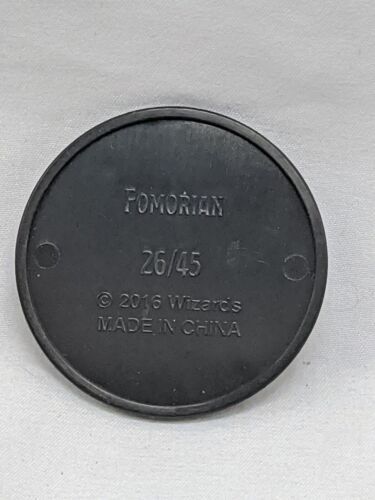 FOMORIAN
26/45
© 2016 Wizards
MADE IN CHINA